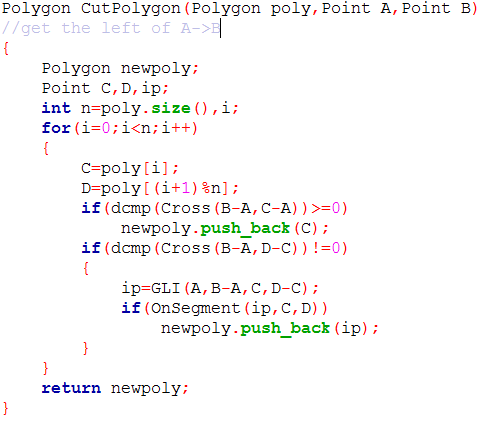 Polygon CutPolygon(Polygon poly,Point A,Point B)
//get the left of A->B
{
    Polygon newpoly;
    Point C,D,ip;
    int n=poly.size(),i;
    for(i=0;i<n;i++)
    {
        C=poly[i];
        D=poly[(i+1)%n];
        if(dcmp(Cross(B-A,C-A))>=0)
            newpoly.push_back(C);
        if(dcmp(Cross(B-A,D-C))!=0)
        {
            ip=GLI(A,B-A,C,D-C);
            if(OnSegment(ip,C,D))
                newpoly.push_back(ip);
        }
    }
    return newpoly;
}